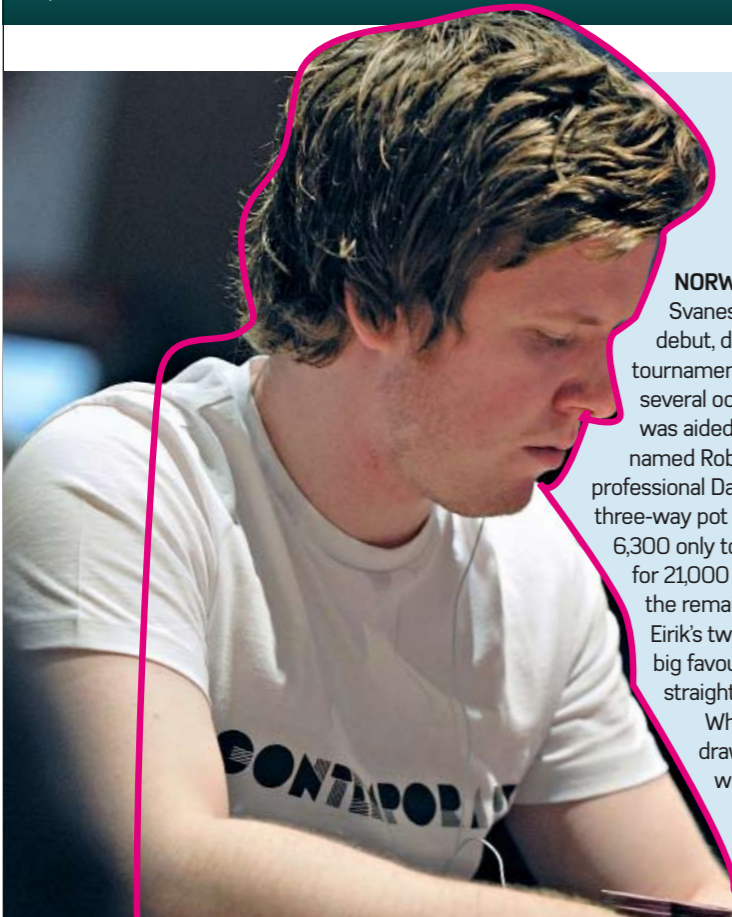 NORW
Svanes
debut, d
tournamen
several oc
was aided
named Rob
professional Da
three-way pot
6,300 only to
for 21,000
the rema
Eirik's tw
big favou
straight
Wh
draw
w
CONTEMPORA